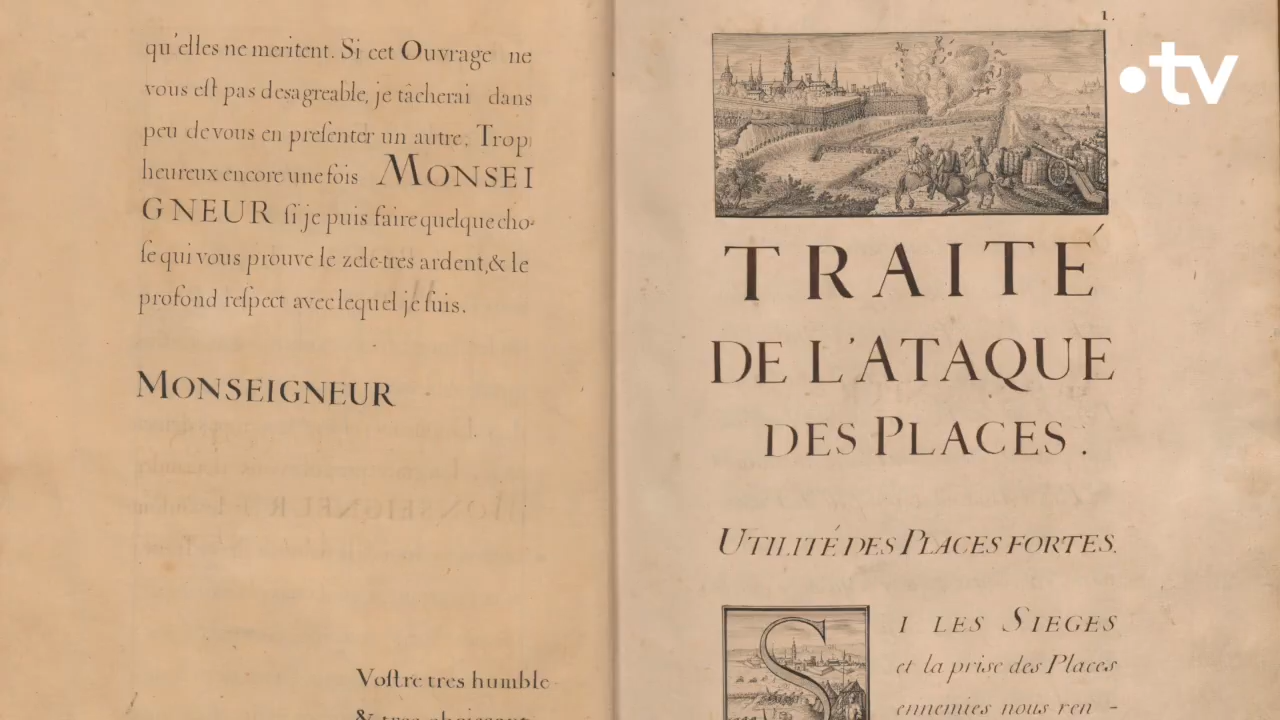 qu'elles ne meritent. Si cet Ouvrage ne
vous eſt pas desagreable, je tâcherai dans
peu de vous en preſenter un autre. Trop
heureux encore une fois MONSEI
GNEUR ſi je puis faire quelque cho-
ſe qui vous prouve le zele tres ardent, & le
profond reſpect avec lequel je ſuis.
MONSEIGNEUR
Voſtre tres humble
1.
TRAITÉ
DE L'ATAQUE
DES PLACES.
UTILITÉ DES PLACES FORTES.
S
I LES SIEGES
et la prise des Places
ennemies nous ren -
•tv